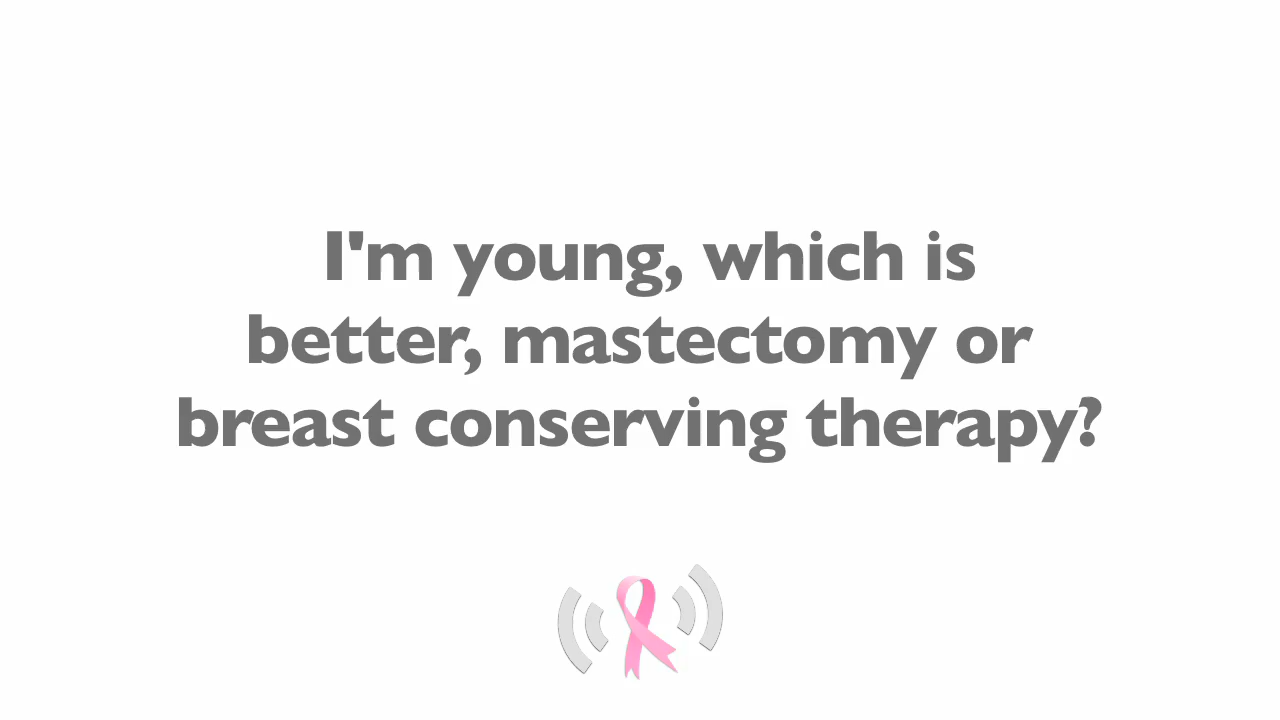 I'm young, which is
better, mastectomy or
breast conserving therapy?